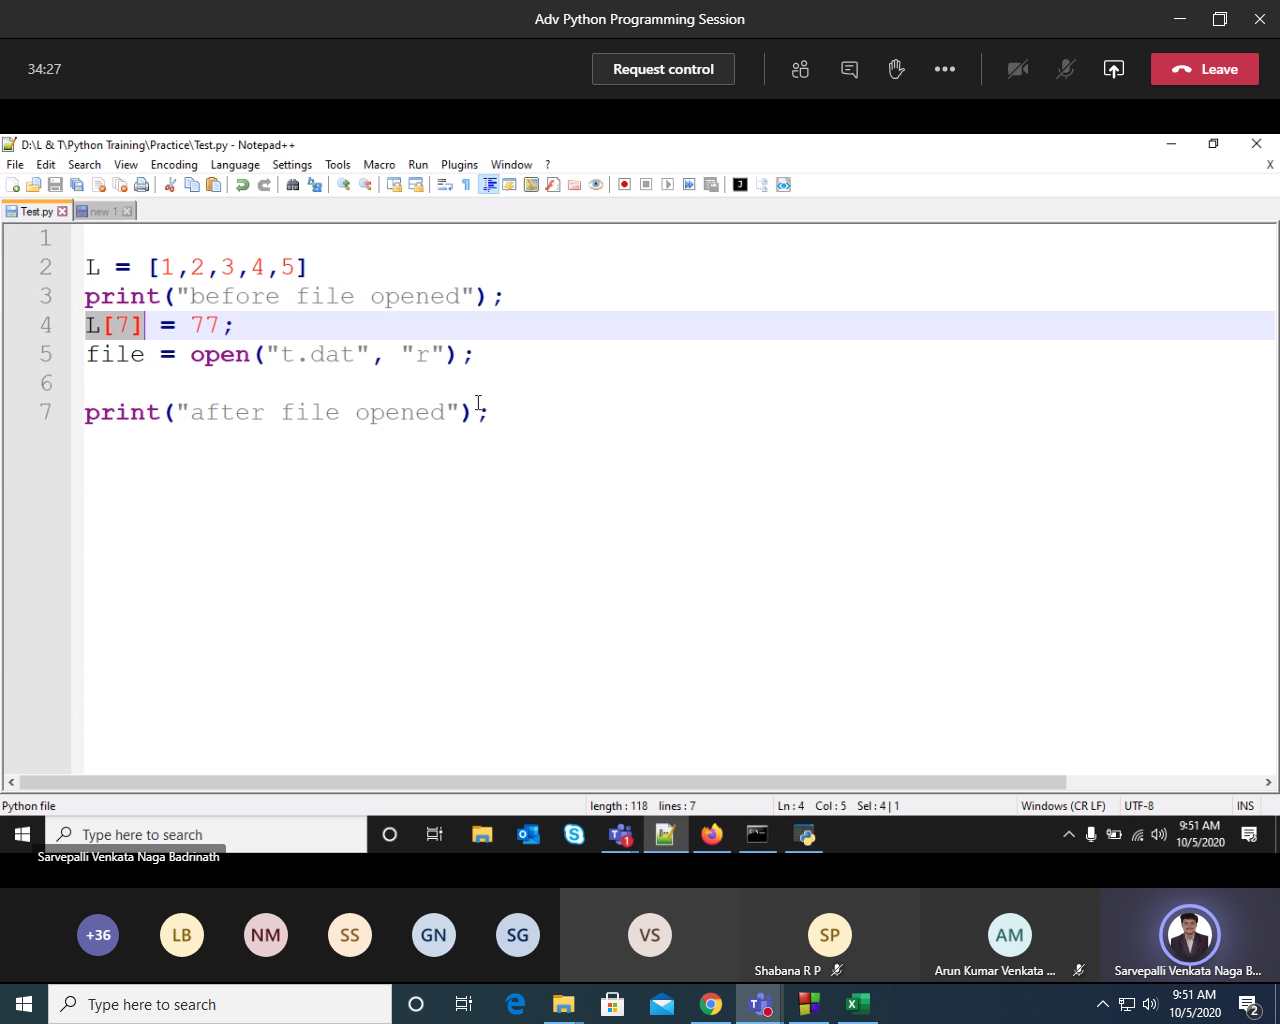 Adv Python Programming Session
34:27
Request control
Leave
D:\L & T\Python Training\Practice\Test.py - Notepad++
File Edit Search View Encoding Language Settings Tools Macro Run Plugins Window ?
X
Test.py new 1
1
2 L = [1,2,3,4,5]
3 print("before file opened");
4 L[7] = 77;
5 file = open("t.dat", "r");
6
7 print("after file opened");
Python file length : 118 lines : 7 Ln : 4 Col : 5 Sel : 4 | 1 Windows (CR LF) UTF-8 INS
Type here to search
1
9:51 AM
10/5/2020
Sarvepalli Venkata Naga Badrinath
+36 LB NM SS GN SG VS SP AM
Shabana R P
Arun Kumar Venkata ...
Sarvepalli Venkata Naga B...
Type here to search
9:51 AM
10/5/2020
2